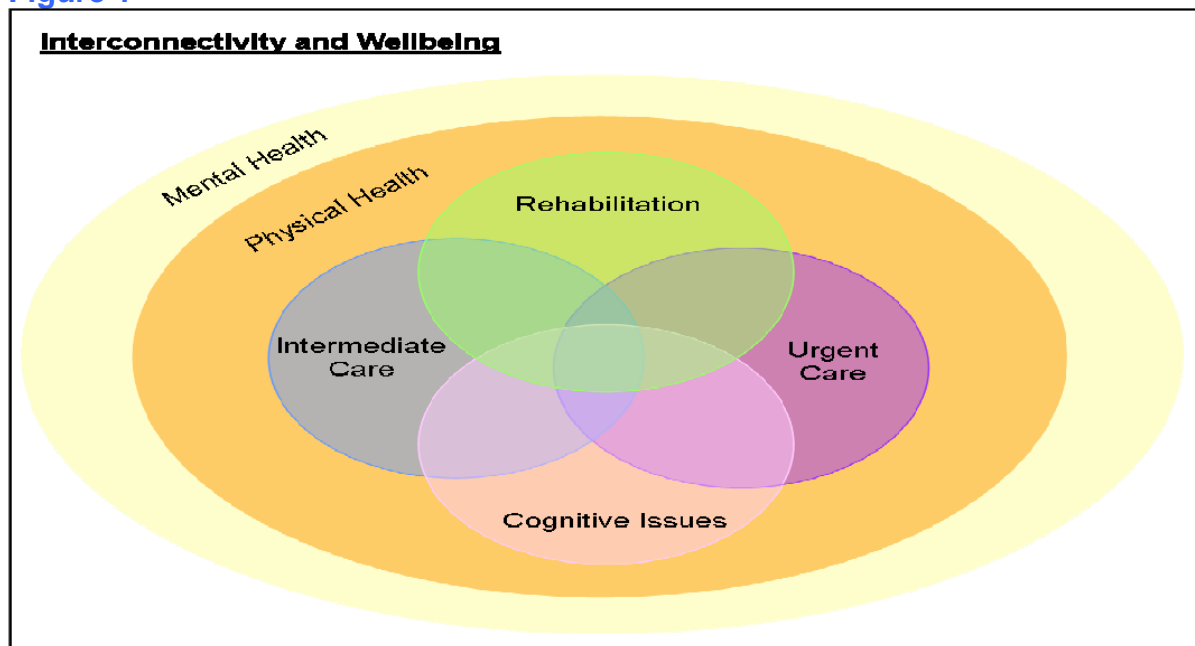 Interconnectivity and Wellbeing
Mental Health
Physical Health
Rehabilitation
Intermediate
Care
Urgent
Care
Cognitive Issues